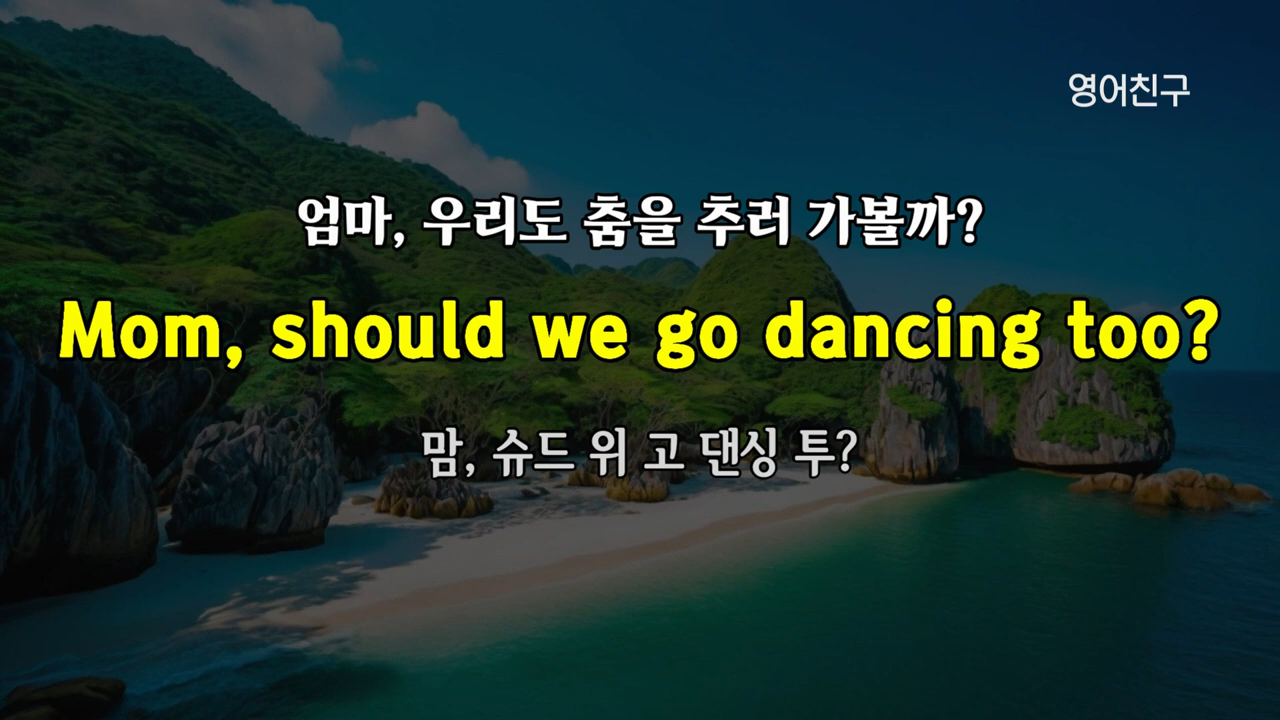 영어친구
엄마, 우리도 춤을 추러 가볼까?
Mom, should we go dancing too?
맘, 슈드 위 고 댄싱 투?